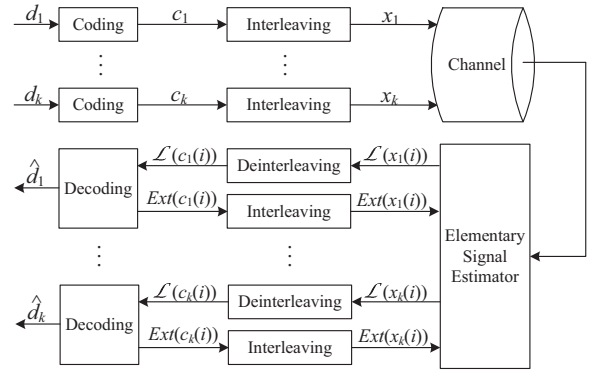 d₁ Coding c₁ Interleaving x₁
⋮ ⋮
Channel
dₖ Coding cₖ Interleaving xₖ
ℒ(c₁(i)) Deinterleaving ℒ(x₁(i))
d̂₁ Decoding
Ext(c₁(i)) Interleaving Ext(x₁(i))
⋮ ⋮
Elementary
Signal
Estimator
ℒ(cₖ(i)) Deinterleaving ℒ(xₖ(i))
d̂ₖ Decoding
Ext(cₖ(i)) Interleaving Ext(xₖ(i))